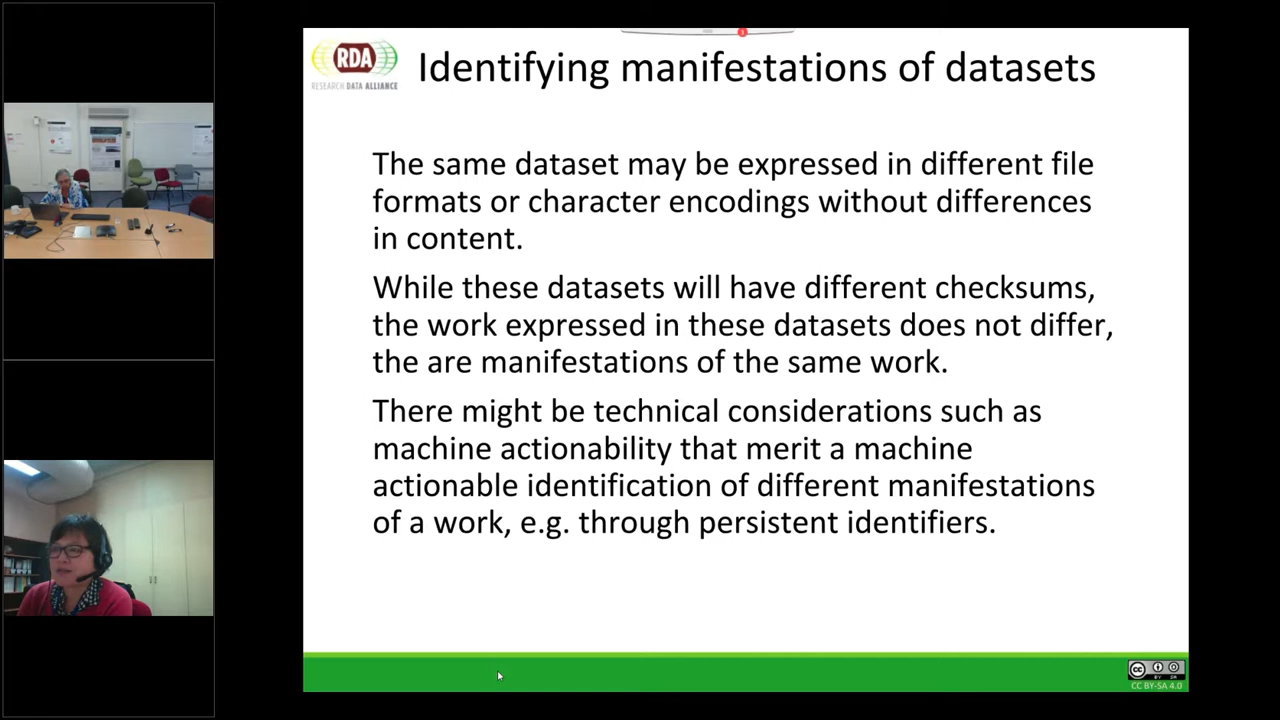 RDA
RESEARCH DATA ALLIANCE
Identifying manifestations of datasets
The same dataset may be expressed in different file
formats or character encodings without differences
in content.
While these datasets will have different checksums,
the work expressed in these datasets does not differ,
the are manifestations of the same work.
There might be technical considerations such as
machine actionability that merit a machine
actionable identification of different manifestations
of a work, e.g. through persistent identifiers.
CC BY-SA 4.0